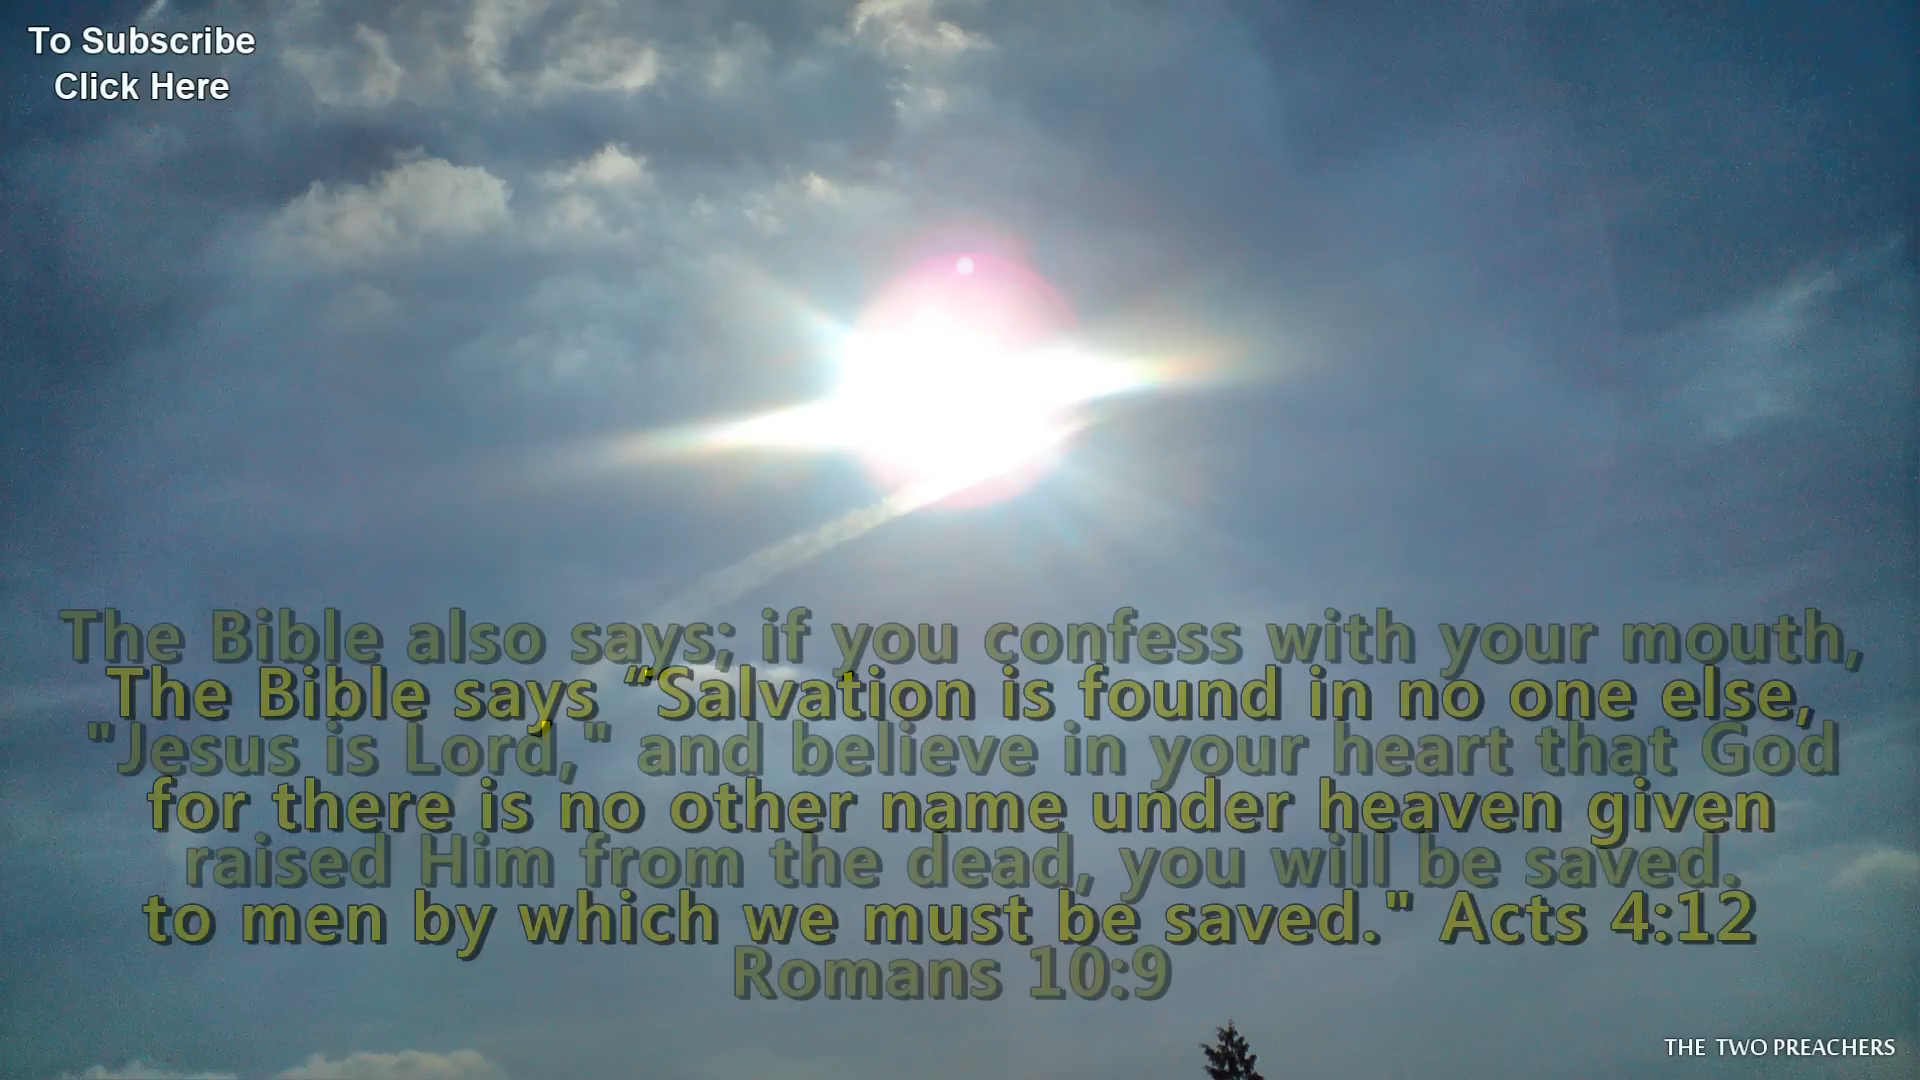 To Subscribe
Click Here
The Bible also says; if you confess with your mouth,
The Bible says “Salvation is found in no one else,
"Jesus is Lord," and believe in your heart that God
for there is no other name under heaven given
raised Him from the dead, you will be saved.
to men by which we must be saved." Acts 4:12
Romans 10:9
THE TWO PREACHERS